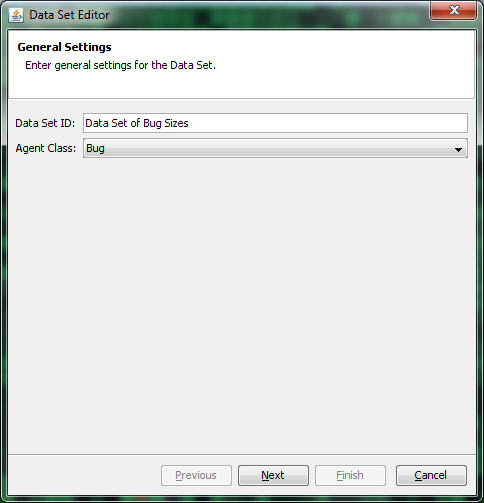 Data Set Editor
General Settings
Enter general settings for the Data Set.
Data Set ID: Data Set of Bug Sizes
Agent Class: Bug
Previous Next Finish Cancel